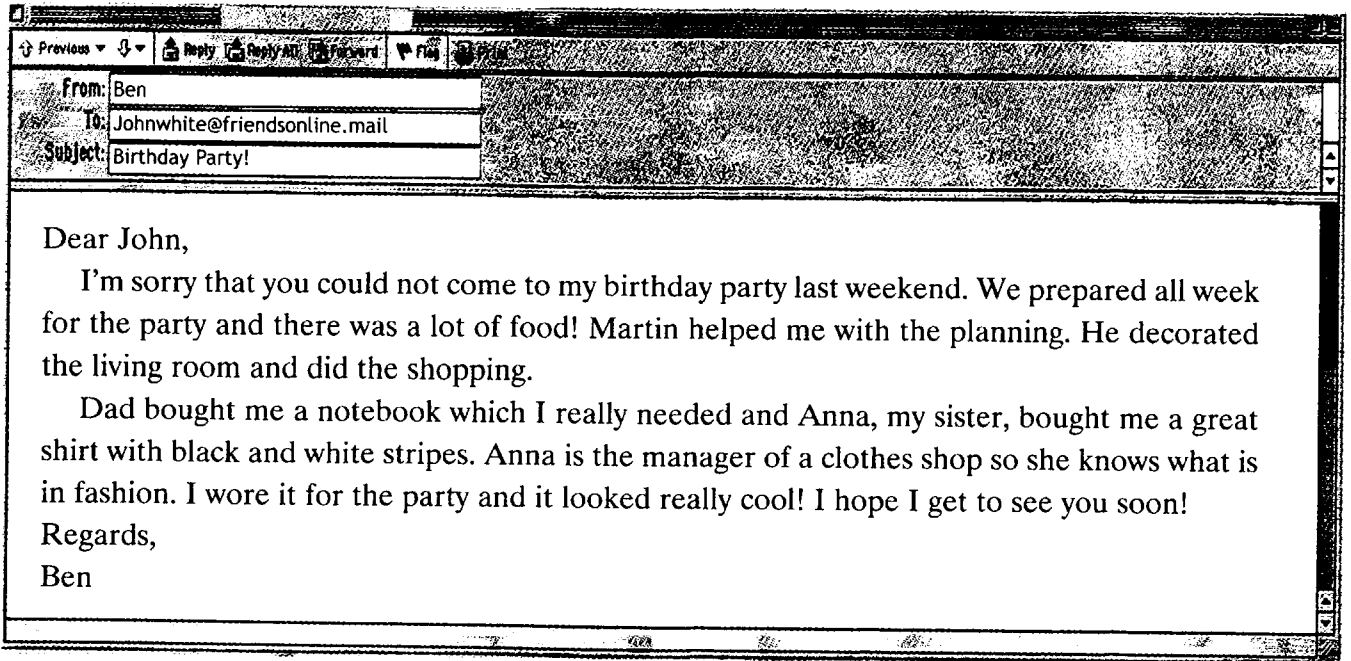 Previous Reply Reply All Forward Flag Print
From: Ben
To: Johnwhite@friendsonline.mail
Subject: Birthday Party!
Dear John,
I'm sorry that you could not come to my birthday party last weekend. We prepared all week
for the party and there was a lot of food! Martin helped me with the planning. He decorated
the living room and did the shopping.
Dad bought me a notebook which I really needed and Anna, my sister, bought me a great
shirt with black and white stripes. Anna is the manager of a clothes shop so she knows what is
in fashion. I wore it for the party and it looked really cool! I hope I get to see you soon!
Regards,
Ben